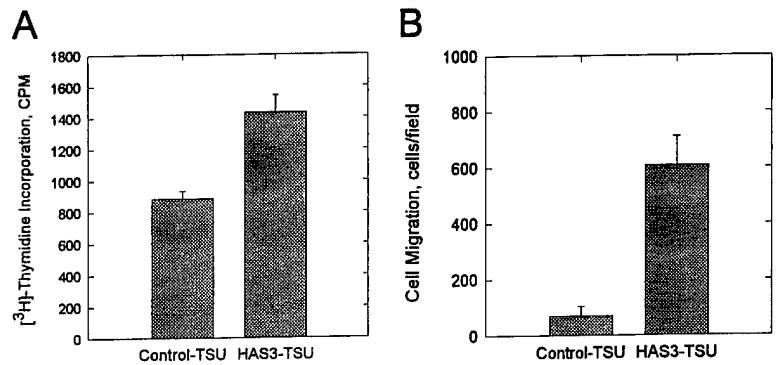 A
[³H]-Thymidine Incorporation, CPM
1800
1600
1400
1200
1000
800
600
400
200
0
Control-TSU HAS3-TSU
B
Cell Migration, cells/field
1000
800
600
400
200
0
Control-TSU HAS3-TSU